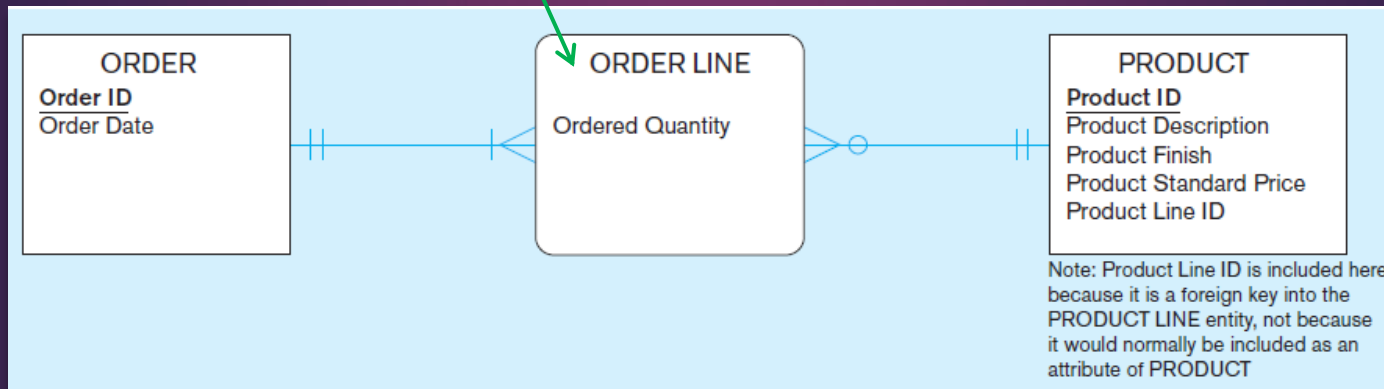 ORDER
Order ID
Order Date
ORDER LINE
Ordered Quantity
PRODUCT
Product ID
Product Description
Product Finish
Product Standard Price
Product Line ID
Note: Product Line ID is included here
because it is a foreign key into the
PRODUCT LINE entity, not because
it would normally be included as an
attribute of PRODUCT